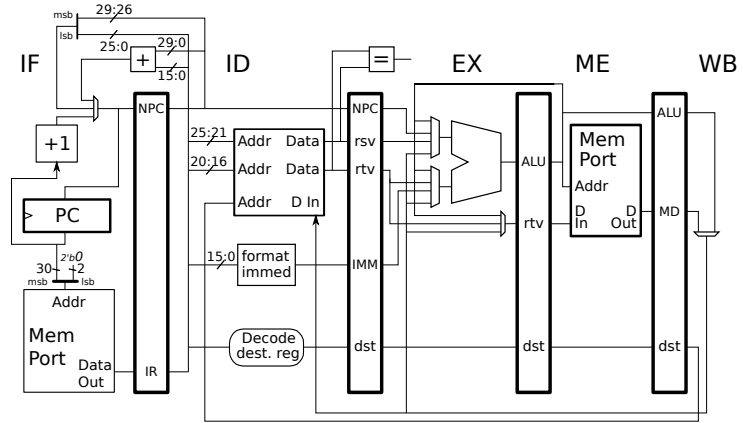 29:26
msb
lsb
25:0
29:0
15:0
+
=
IF
ID
EX
ME
WB
NPC
NPC
ALU
+1
25:21
Addr
Data
rsv
20:16
Addr
Data
rtv
ALU
Mem
Port
Addr
PC
Addr
D In
rtv
D
In
D
Out
MD
30
2'b0
2
msb
lsb
15:0
format
immed
IMM
Addr
Mem
Port
Data
Out
IR
Decode
dest. reg
dst
dst
dst